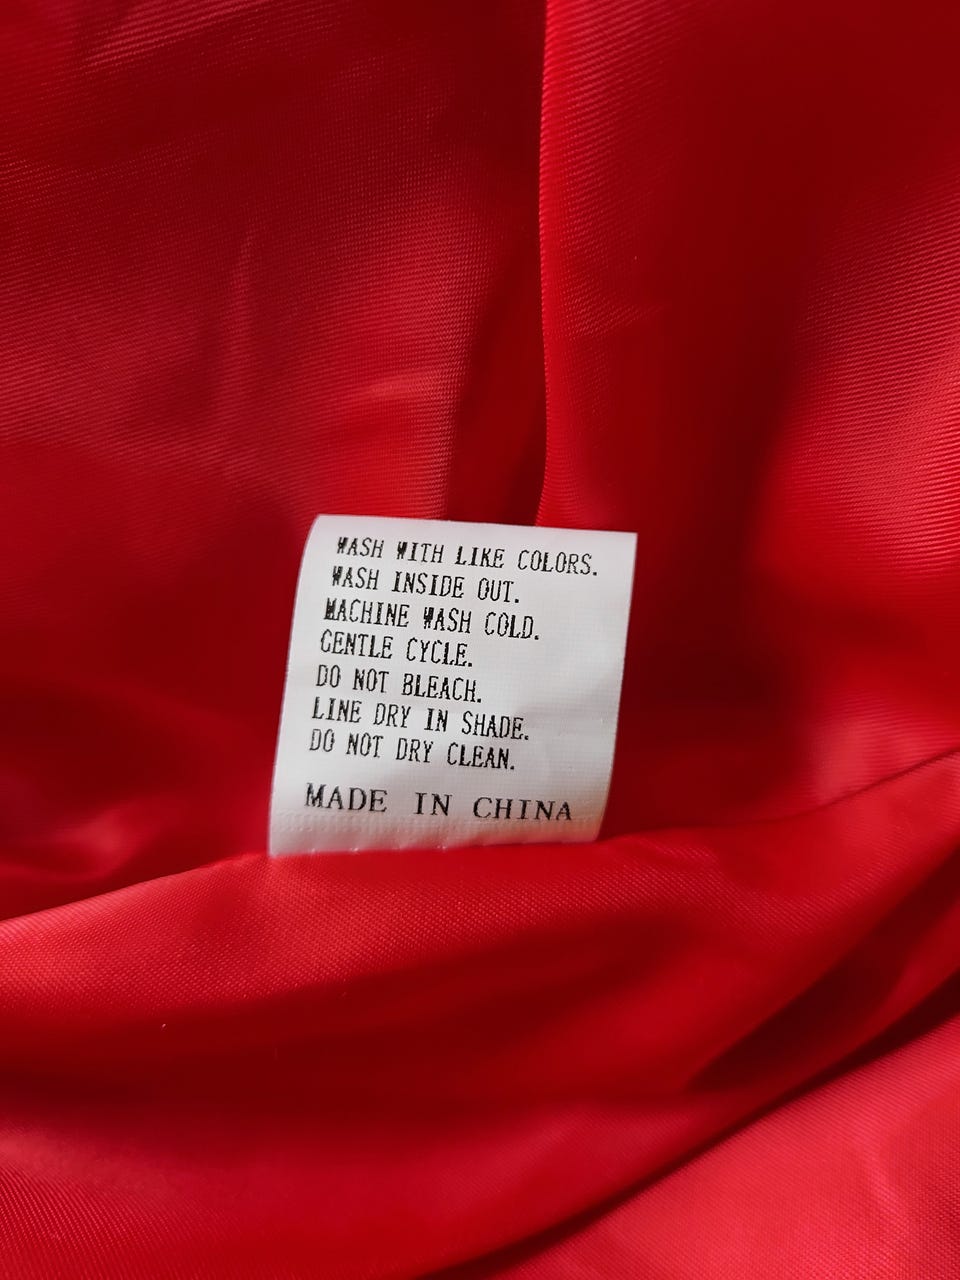 WASH WITH LIKE COLORS.
WASH INSIDE OUT.
MACHINE WASH COLD.
GENTLE CYCLE.
DO NOT BLEACH.
LINE DRY IN SHADE.
DO NOT DRY CLEAN.
MADE IN CHINA